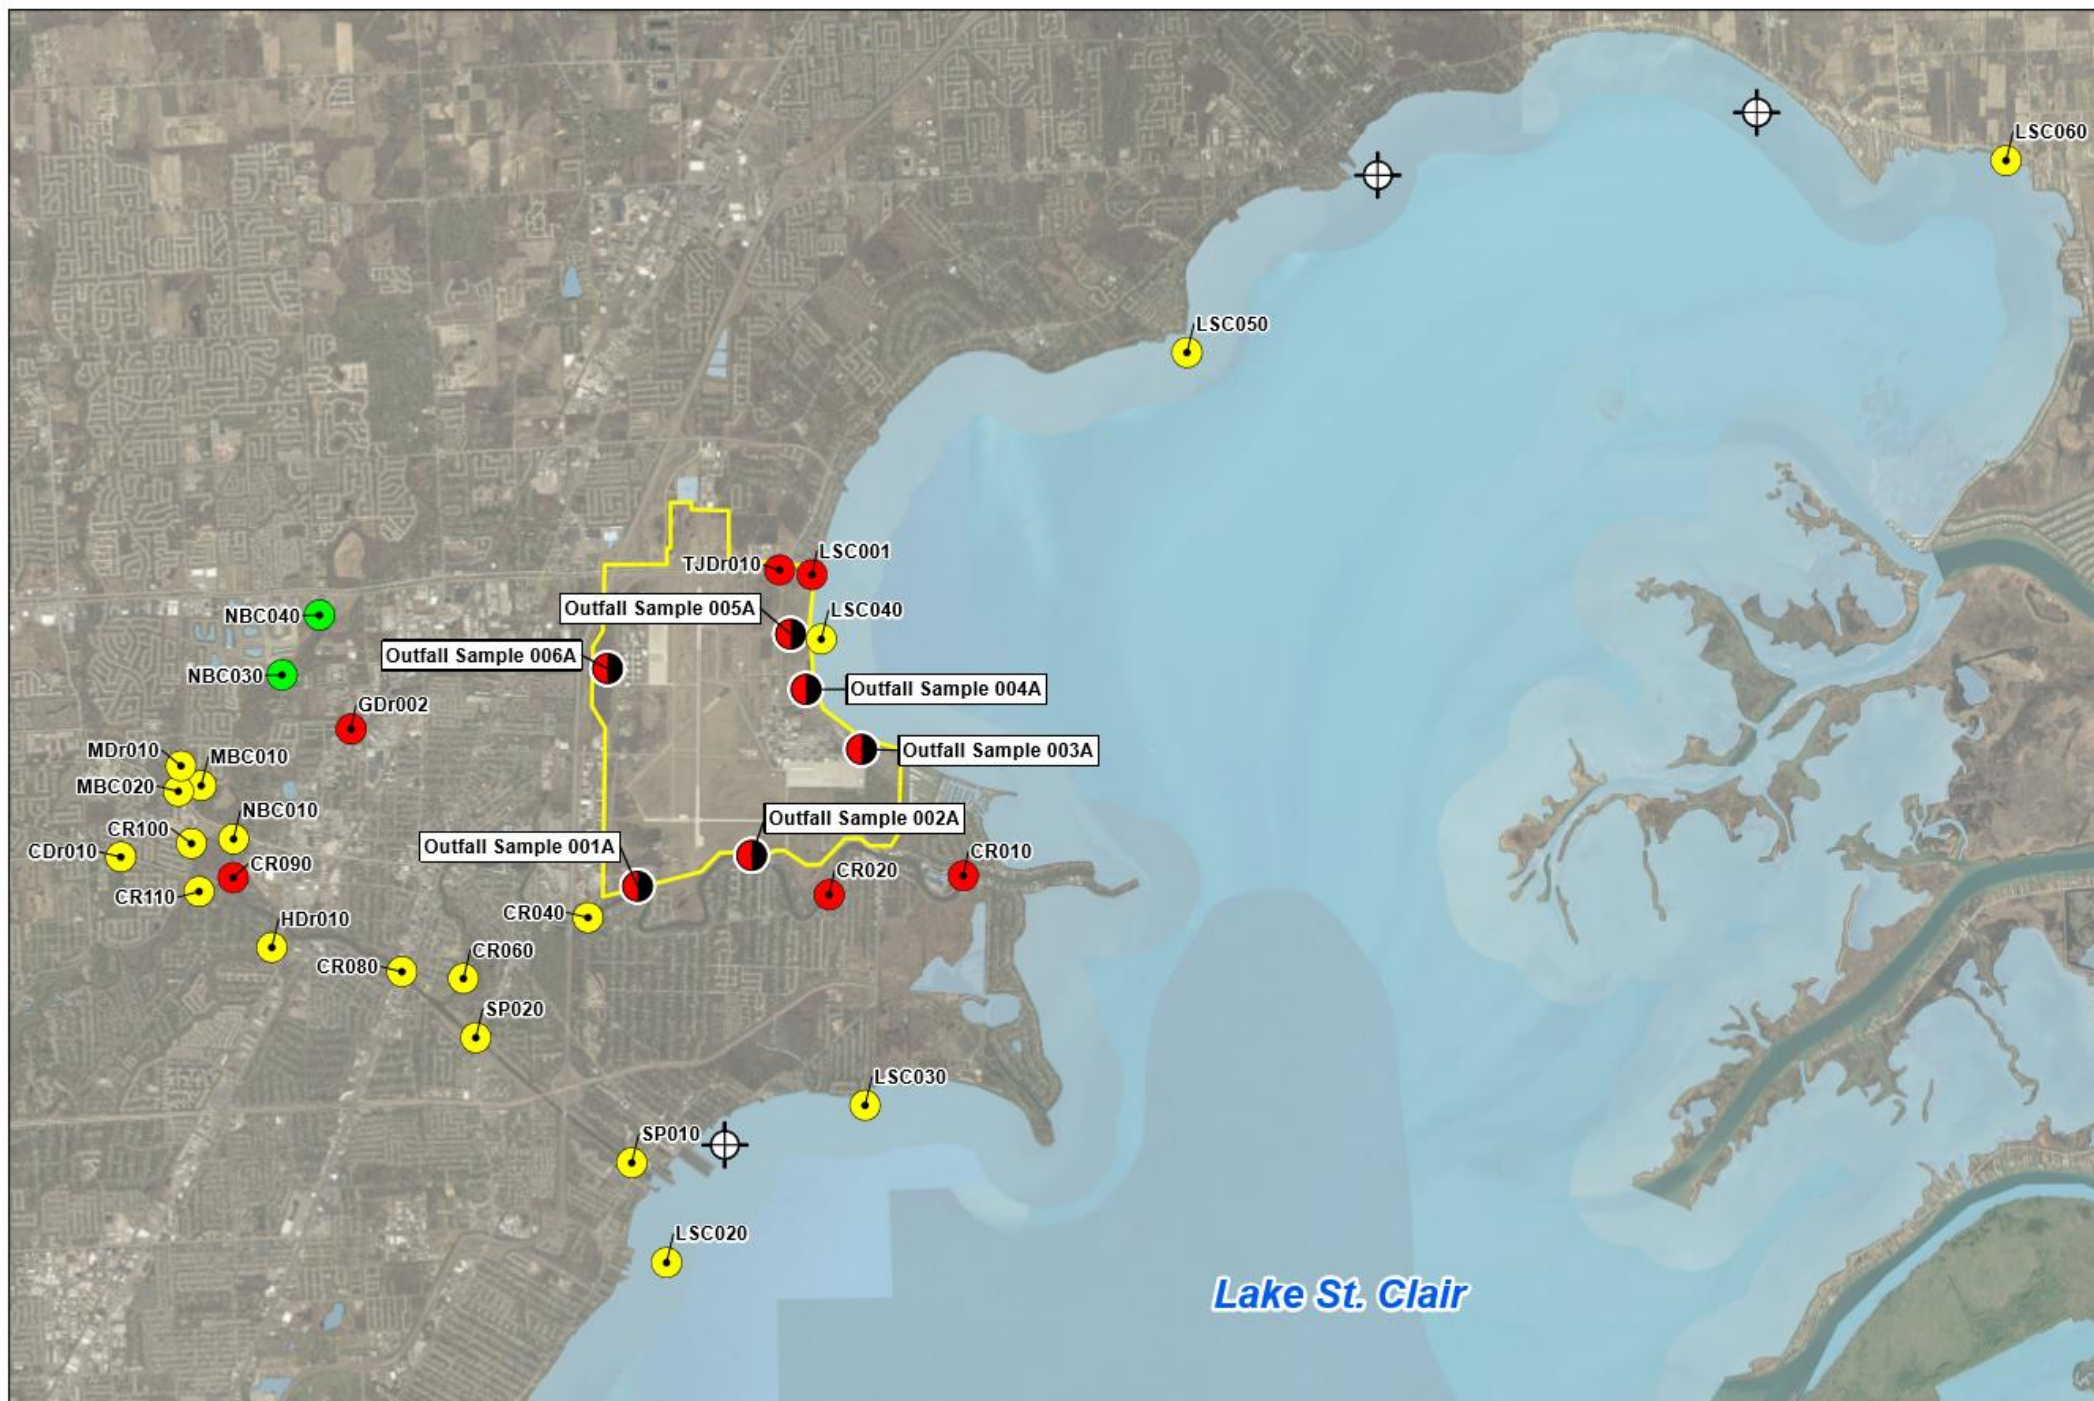 LSC060
LSC050
LSC001
TJDr010
Outfall Sample 005A
LSC040
NBC040
Outfall Sample 006A
NBC030
Outfall Sample 004A
GDr002
Outfall Sample 003A
MDr010
MBC010
MBC020
NBC010
Outfall Sample 002A
CR100
Outfall Sample 001A
CDr010
CR010
CR090
CR020
CR110
CR040
HDr010
CR060
CR080
SP020
LSC030
SP010
LSC020
Lake St. Clair